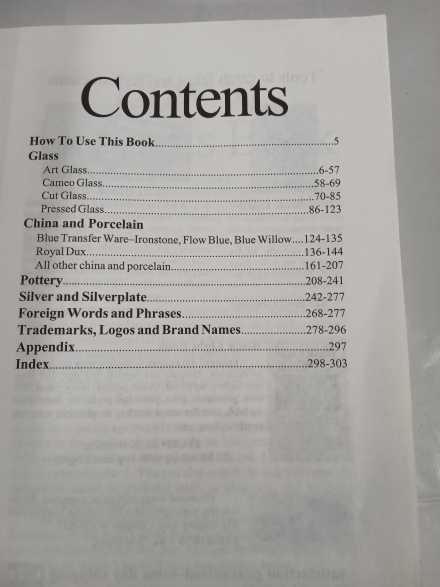 Contents
How To Use This Book....................................................5
Glass
Art Glass....................................................................6-57
Cameo Glass..............................................................58-69
Cut Glass...................................................................70-85
Pressed Glass............................................................86-123
China and Porcelain
Blue Transfer Ware–Ironstone, Flow Blue, Blue Willow....124-135
Royal Dux................................................................136-144
All other china and porcelain.......................................161-207
Pottery.......................................................................208-241
Silver and Silverplate.............................................242-277
Foreign Words and Phrases...................................268-277
Trademarks, Logos and Brand Names..................278-296
Appendix.......................................................................297
Index...........................................................................298-303